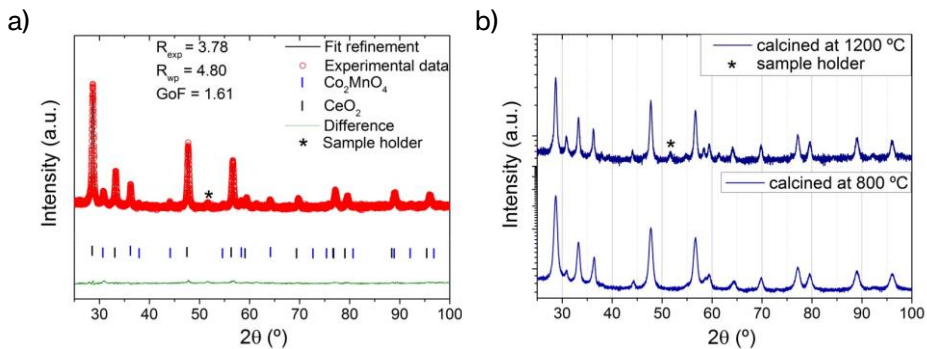 a)
R_exp = 3.78
R_wp = 4.80
GoF = 1.61
Fit refinement
Experimental data
Co₂MnO₄
CeO₂
Difference
* Sample holder
*
Intensity (a.u.)
30 40 50 60 70 80 90 100
2θ (º)
b)
calcined at 1200 ºC
* sample holder
*
calcined at 800 ºC
Intensity (a.u.)
30 40 50 60 70 80 90 100
2θ (º)